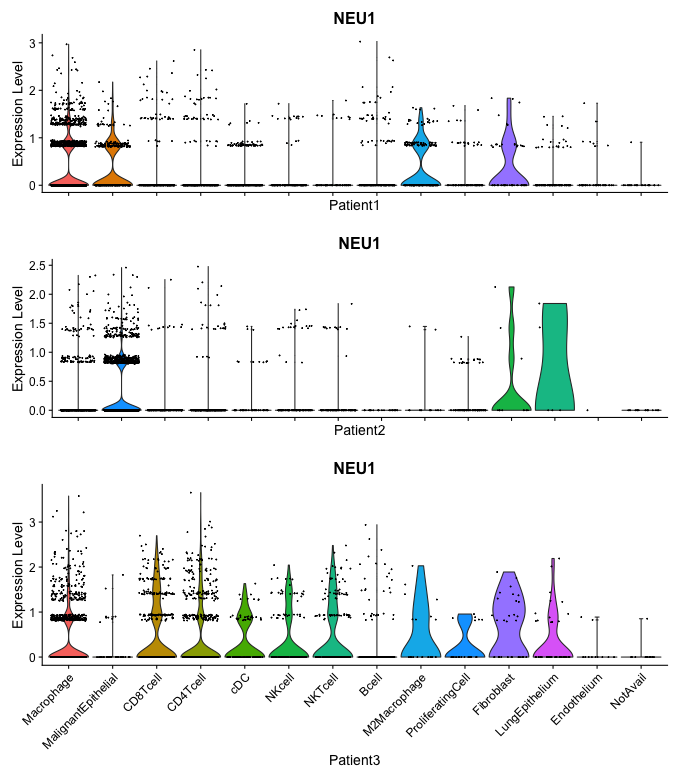 NEU1
Expression Level
3
2
1
0
Patient1
NEU1
Expression Level
2.5
2.0
1.5
1.0
0.5
0.0
Patient2
NEU1
Expression Level
3
2
1
0
Macrophage
MalignantEpithelial
CD8Tcell
CD4Tcell
cDC
NKcell
NKTcell
Bcell
M2Macrophage
ProliferatingCell
Fibroblast
LungEpithelium
Endothelium
NotAvail
Patient3